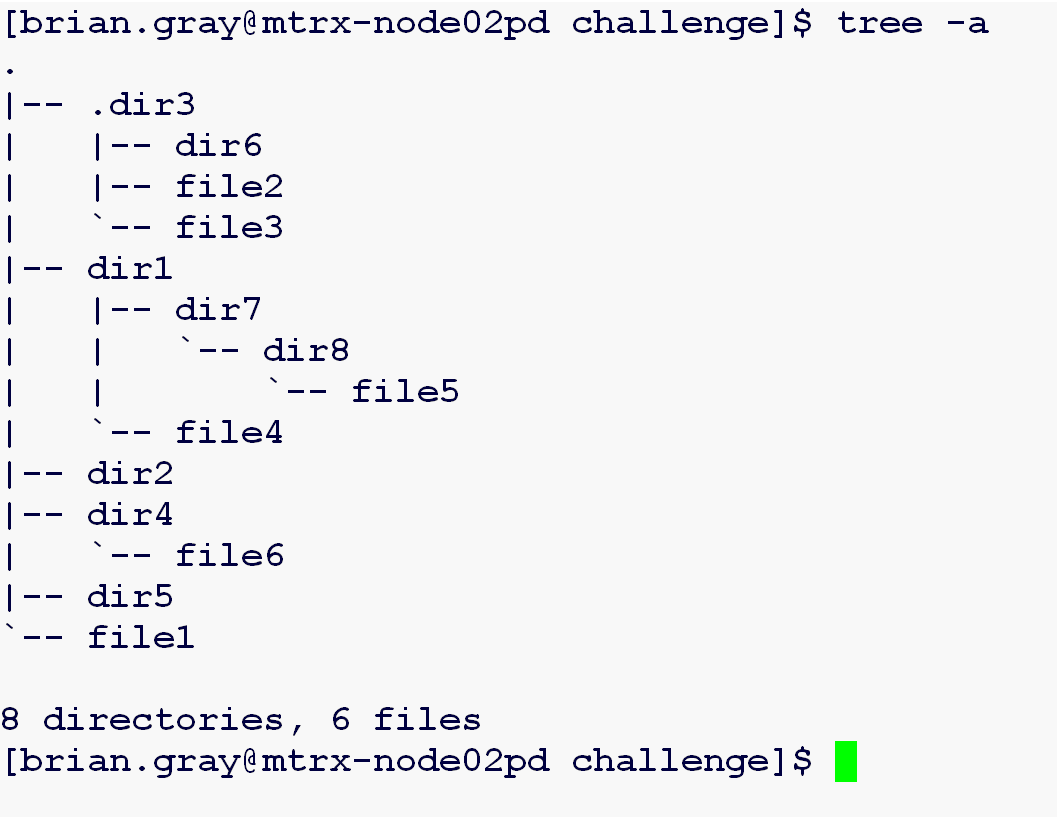 [brian.gray@mtrx-node02pd challenge]$ tree -a
.
|-- .dir3
|   |-- dir6
|   |-- file2
|   `-- file3
|-- dir1
|   |-- dir7
|   |   `-- dir8
|   |       `-- file5
|   `-- file4
|-- dir2
|-- dir4
|   `-- file6
|-- dir5
`-- file1

8 directories, 6 files
[brian.gray@mtrx-node02pd challenge]$